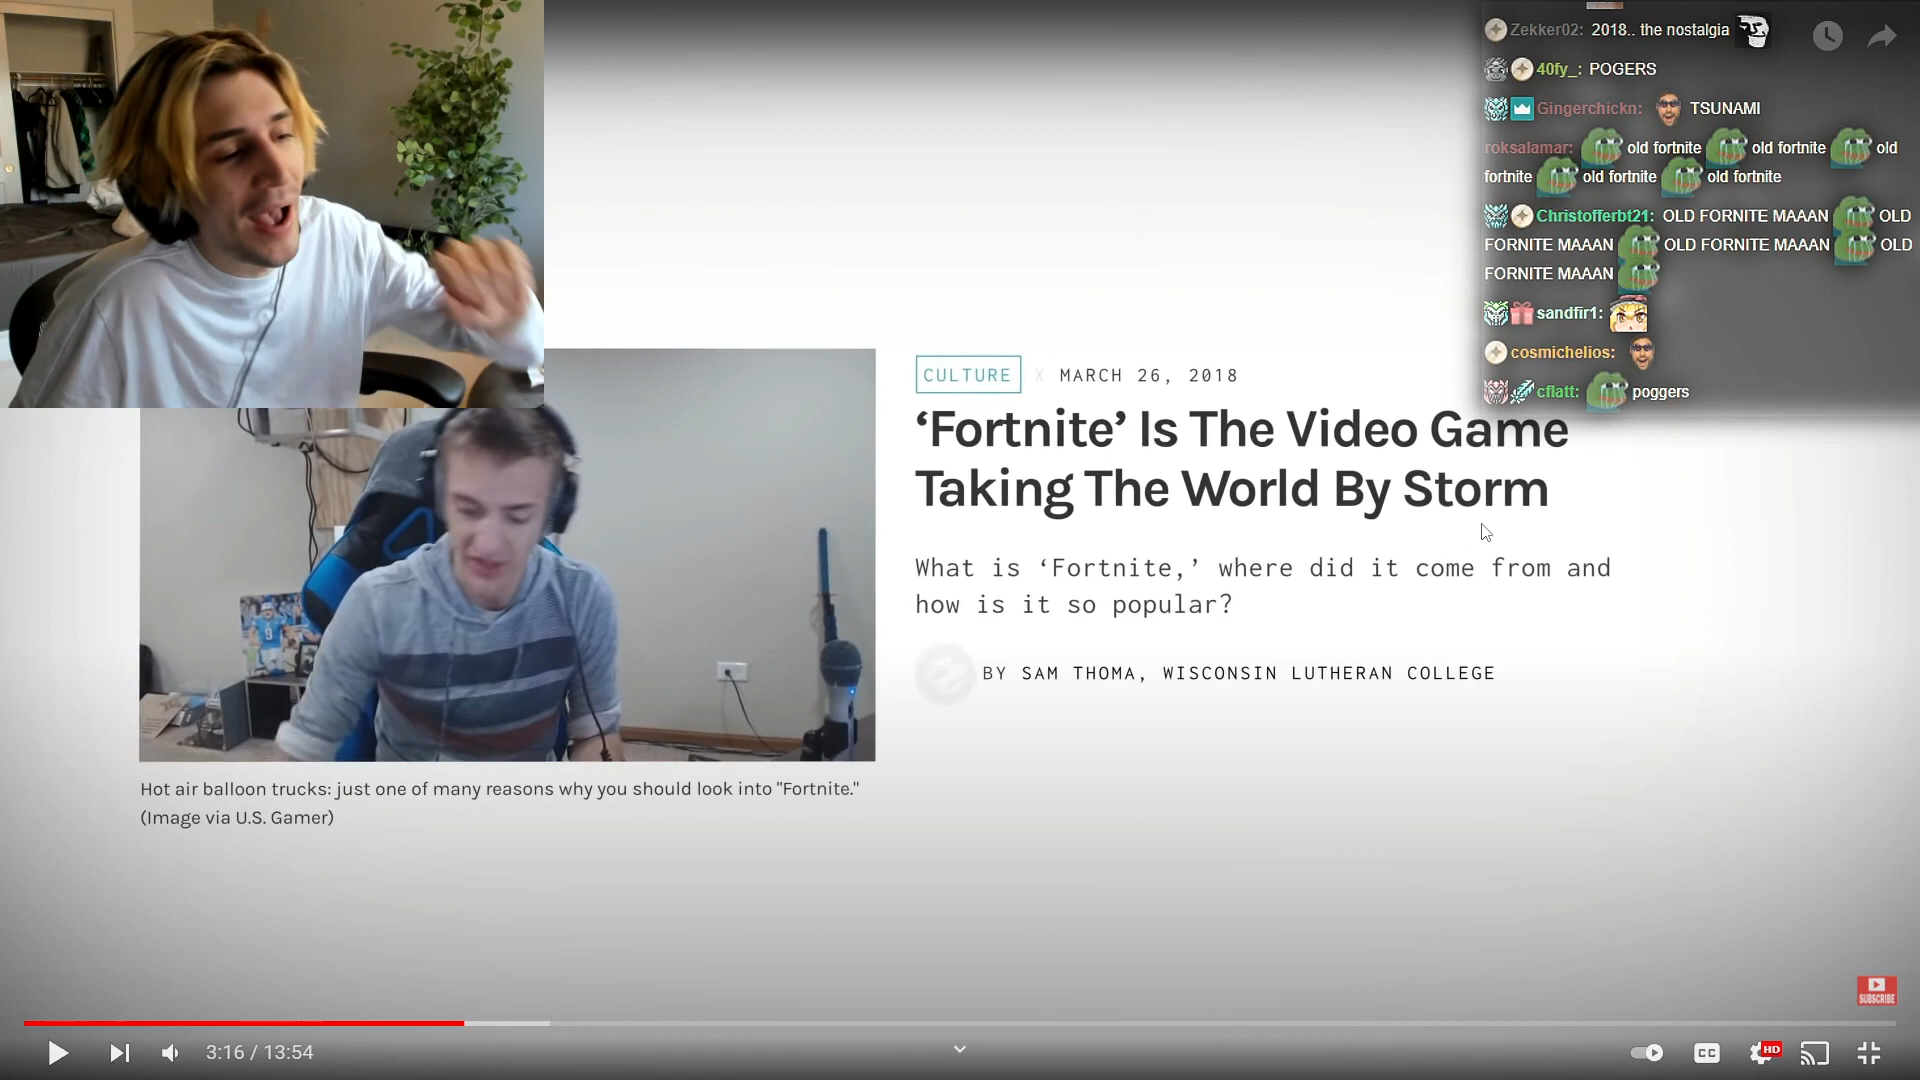 Zekker02: 2018.. the nostalgia
40fy_: POGERS
Gingerchickn: TSUNAMI
roksalamar: old fortnite old fortnite old
fortnite old fortnite old fortnite
Christofferbt21: OLD FORNITE MAAAN OLD
FORNITE MAAAN OLD FORNITE MAAAN OLD
FORNITE MAAAN
sandfir1:
cosmichelios:
cflatt: poggers
CULTURE X MARCH 26, 2018
‘Fortnite’ Is The Video Game
Taking The World By Storm
What is ‘Fortnite,’ where did it come from and
how is it so popular?
BY SAM THOMA, WISCONSIN LUTHERAN COLLEGE
Hot air balloon trucks: just one of many reasons why you should look into "Fortnite."
(Image via U.S. Gamer)
SUBSCRIBE
3:16 / 13:54
CC
HD